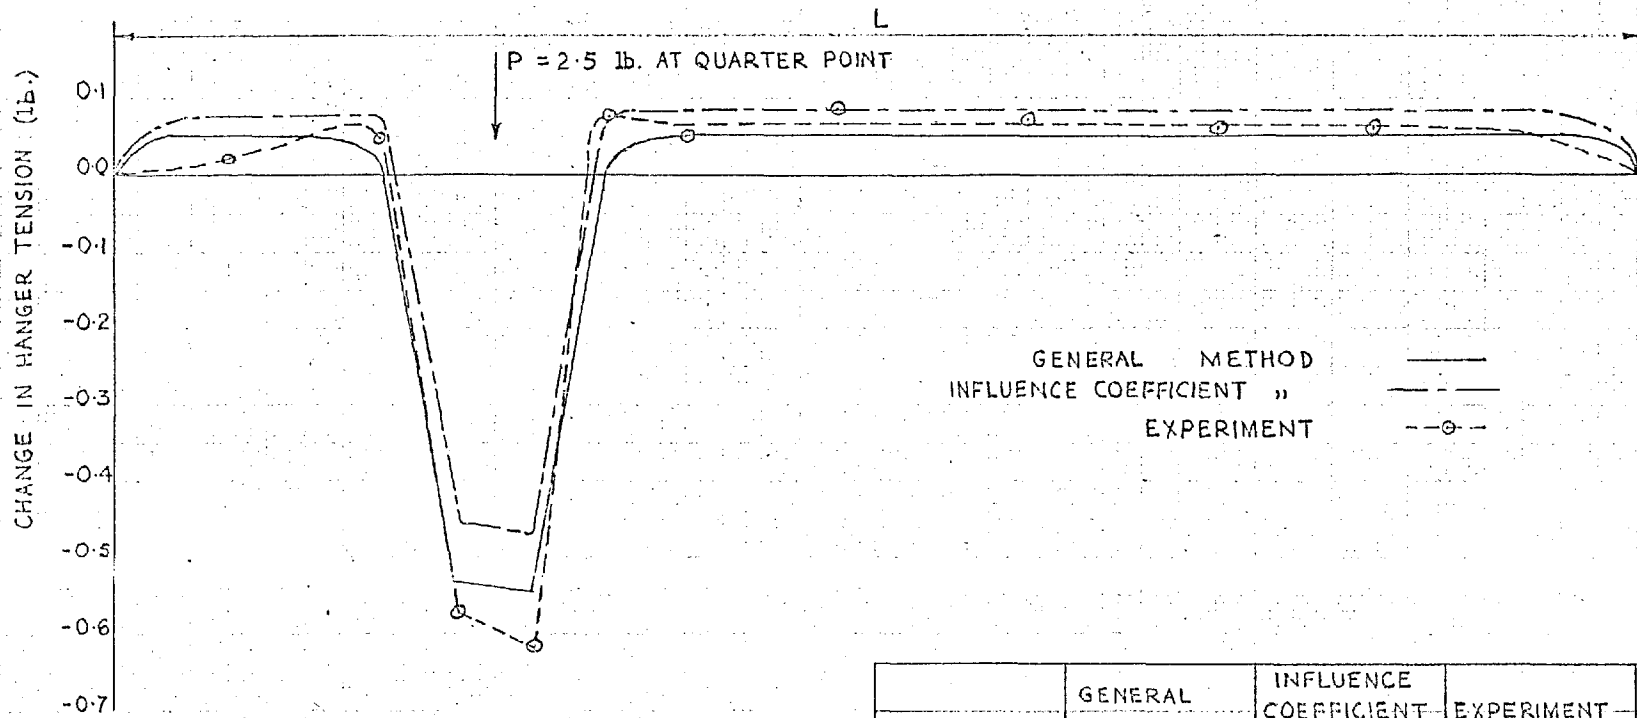 L
P = 2·5 lb. AT QUARTER POINT
CHANGE IN HANGER TENSION (lb.)
0·1
0·0
-0·1
-0·2
-0·3
-0·4
-0·5
-0·6
-0·7
GENERAL METHOD
INFLUENCE COEFFICIENT "
EXPERIMENT
GENERAL
INFLUENCE COEFFICIENT
EXPERIMENT